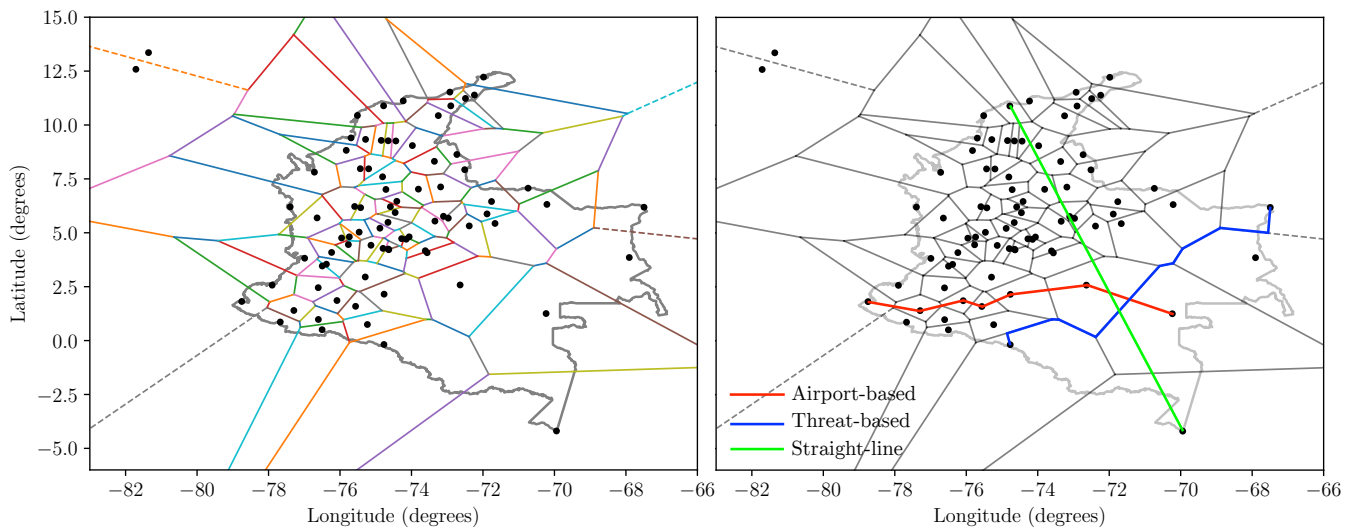 15.0
12.5
10.0
7.5
5.0
2.5
0.0
−2.5
−5.0
Latitude (degrees)
−82 −80 −78 −76 −74 −72 −70 −68 −66
Longitude (degrees)
Airport-based
Threat-based
Straight-line
−82 −80 −78 −76 −74 −72 −70 −68 −66
Longitude (degrees)